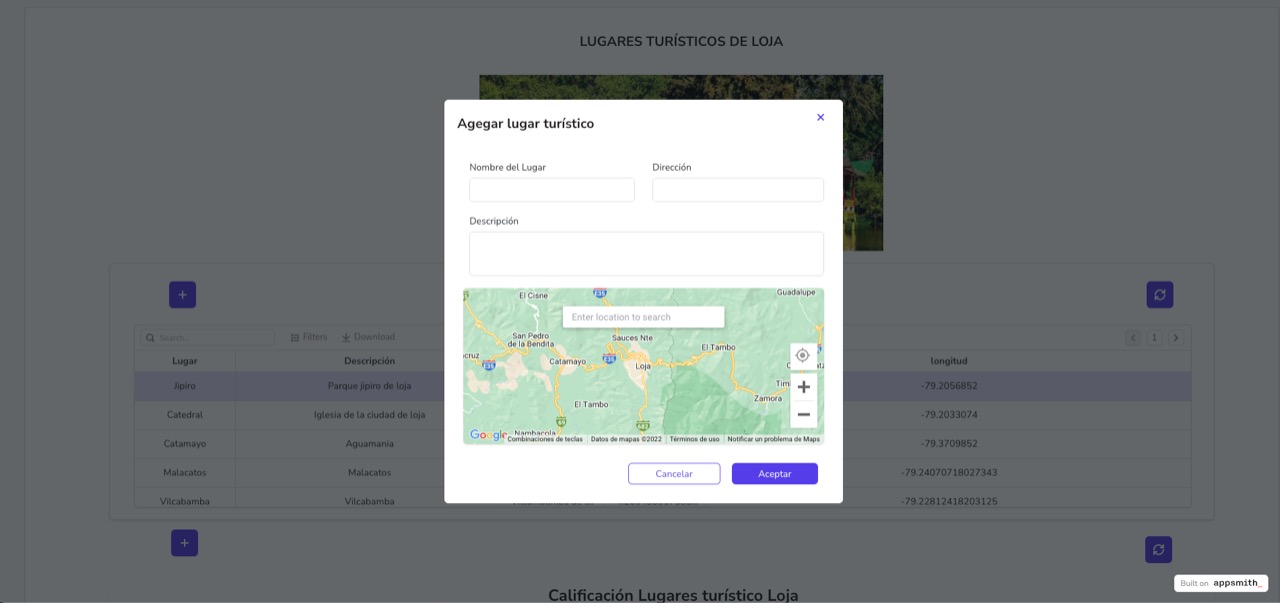 LUGARES TURÍSTICOS DE LOJA
Agegar lugar turístico
Nombre del Lugar
Dirección
Descripción
El Cisne
Guadalupe
Enter location to search
San Pedro
de la Bendita
Sauces Nte
El Tambo
Catamayo
Loja
Zamora
El Tambo
Nambacola
Google
Combinaciones de teclas
Datos de mapas ©2022
Términos de uso
Notificar un problema de Maps
Cancelar
Aceptar
Search...
Filters
Download
1
Lugar Descripción longitud
Jipiro Parque jipiro de loja -79.2056852
Catedral Iglesia de la ciudad de loja -79.2033074
Catamayo Aguamania -79.3709852
Malacatos Malacatos -79.24070718027343
Vilcabamba Vilcabamba -79.22812418203125
Calificación Lugares turístico Loja
Built on appsmith_